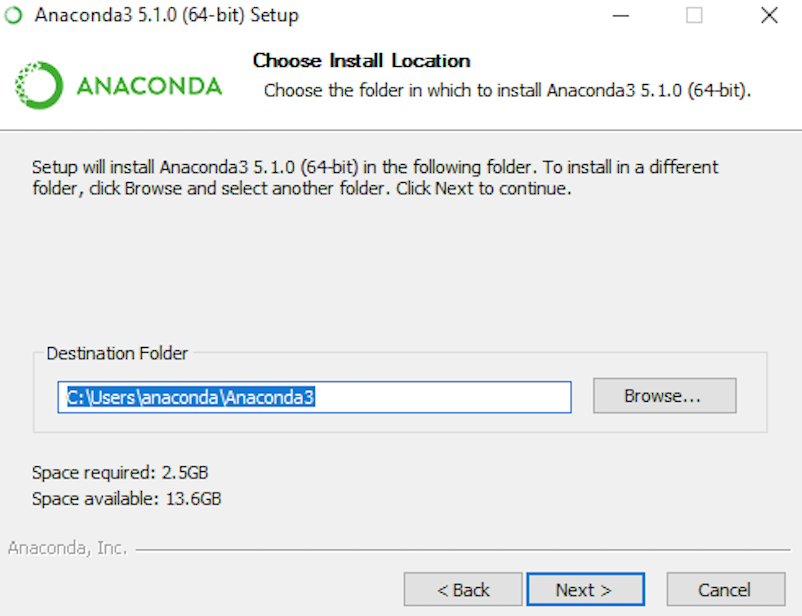 Anaconda3 5.1.0 (64-bit) Setup
ANACONDA
Choose Install Location
Choose the folder in which to install Anaconda3 5.1.0 (64-bit).
Setup will install Anaconda3 5.1.0 (64-bit) in the following folder. To install in a different
folder, click Browse and select another folder. Click Next to continue.
Destination Folder
C:\Users\anaconda\Anaconda3
Browse...
Space required: 2.5GB
Space available: 13.6GB
Anaconda, Inc.
< Back
Next >
Cancel